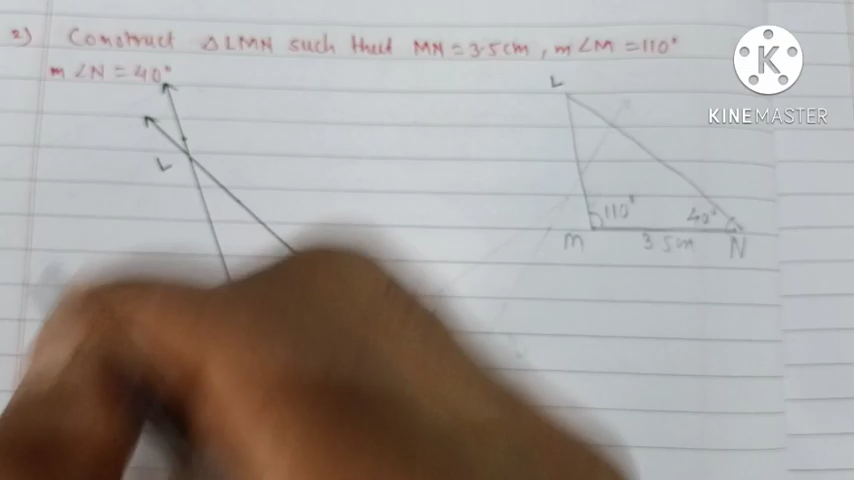 2) Construct △LMN such that MN = 3.5cm, m∠M = 110°
m∠N = 40°
L
L
110°
40°
M
3.5cm
N
K
KINEMASTER